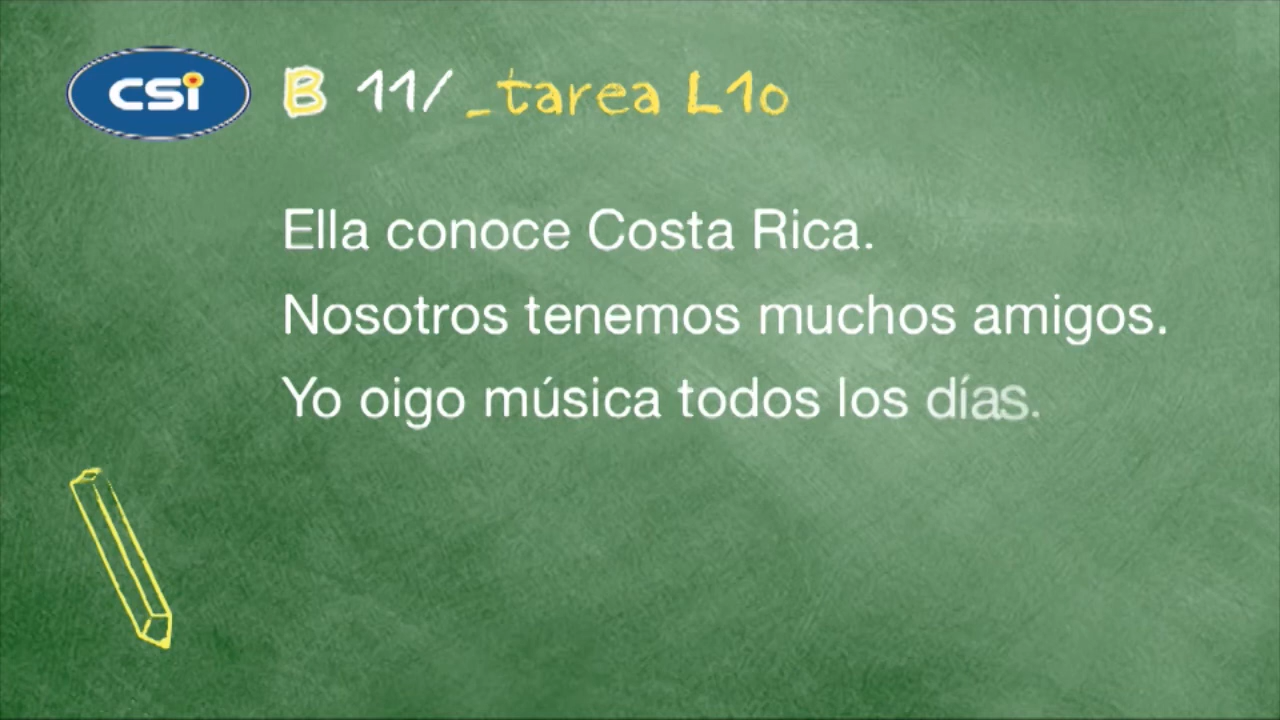 CSi B 11/ _tarea L10
Ella conoce Costa Rica.
Nosotros tenemos muchos amigos.
Yo oigo música todos los días.